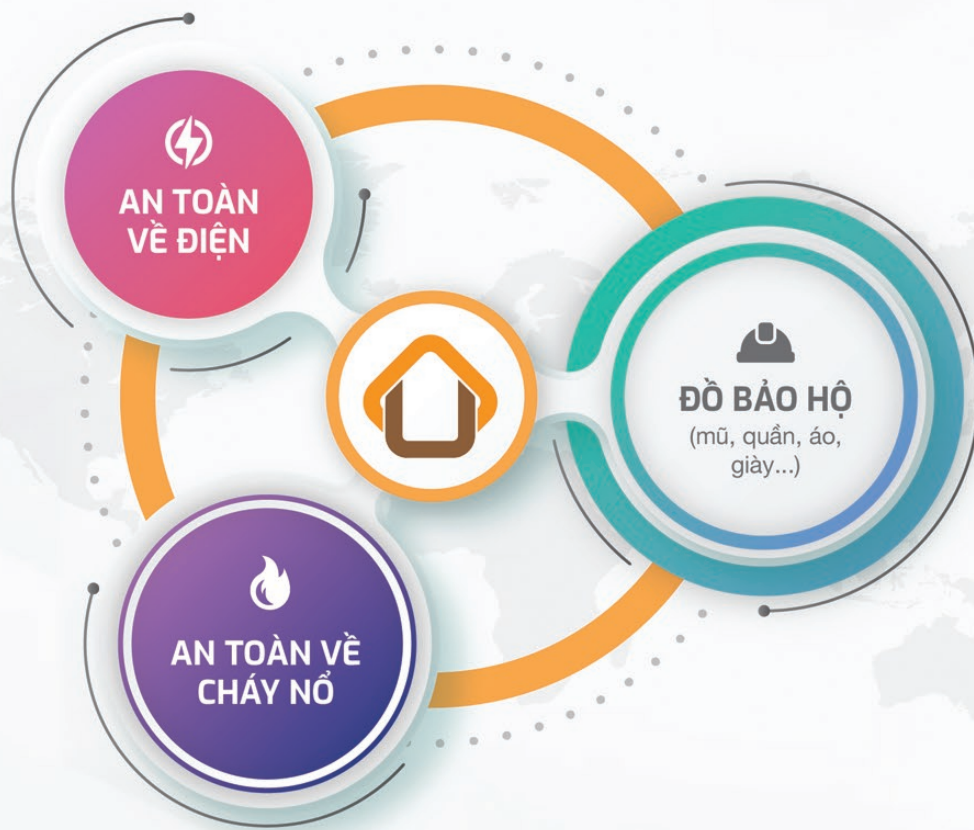 AN TOÀN
VỀ ĐIỆN
ĐỒ BẢO HỘ
(mũ, quần, áo,
giày...)
AN TOÀN VỀ
CHÁY NỔ